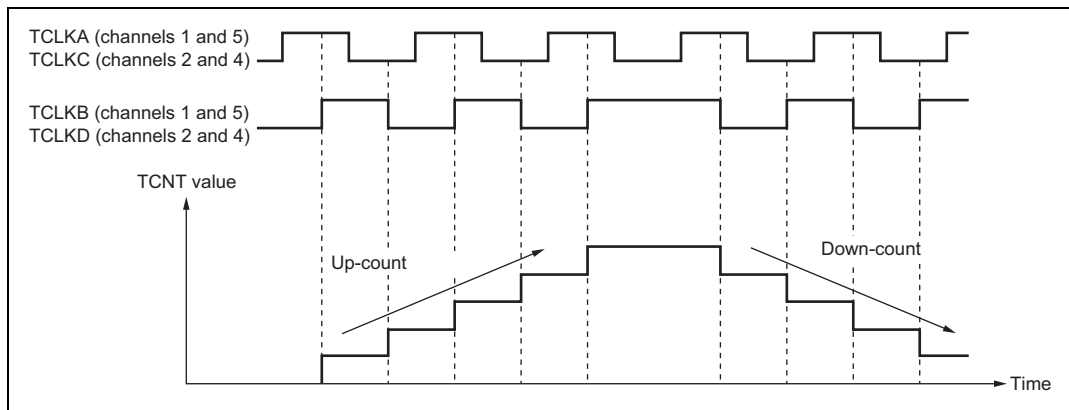 TCLKA (channels 1 and 5)
TCLKC (channels 2 and 4)
TCLKB (channels 1 and 5)
TCLKD (channels 2 and 4)
TCNT value
Up-count
Down-count
Time